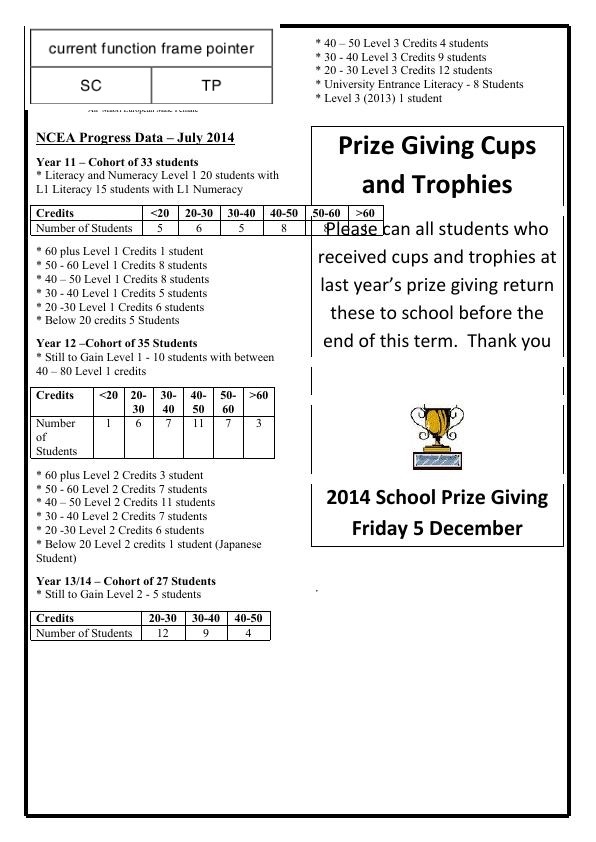 current function frame pointer
SC TP
NCEA Progress Data – July 2014
Year 11 – Cohort of 33 students
* Literacy and Numeracy Level 1 20 students with
L1 Literacy 15 students with L1 Numeracy
Credits <20 20-30 30-40 40-50 50-60 >60
Number of Students 5 6 5 8
* 60 plus Level 1 Credits 1 student
* 50 - 60 Level 1 Credits 8 students
* 40 – 50 Level 1 Credits 8 students
* 30 - 40 Level 1 Credits 5 students
* 20 -30 Level 1 Credits 6 students
* Below 20 credits 5 Students
Year 12 –Cohort of 35 Students
* Still to Gain Level 1 - 10 students with between
40 – 80 Level 1 credits
Credits <20 20- 30- 40- 50- >60
30 40 50 60
Number 1 6 7 11 7 3
of
Students
* 60 plus Level 2 Credits 3 student
* 50 - 60 Level 2 Credits 7 students
* 40 – 50 Level 2 Credits 11 students
* 30 - 40 Level 2 Credits 7 students
* 20 -30 Level 2 Credits 6 students
* Below 20 Level 2 credits 1 student (Japanese
Student)
Year 13/14 – Cohort of 27 Students
* Still to Gain Level 2 - 5 students
Credits 20-30 30-40 40-50
Number of Students 12 9 4
* 40 – 50 Level 3 Credits 4 students
* 30 - 40 Level 3 Credits 9 students
* 20 - 30 Level 3 Credits 12 students
* University Entrance Literacy - 8 Students
* Level 3 (2013) 1 student
Prize Giving Cups
and Trophies
Please can all students who
received cups and trophies at
last year’s prize giving return
these to school before the
end of this term. Thank you
2014 School Prize Giving
Friday 5 December